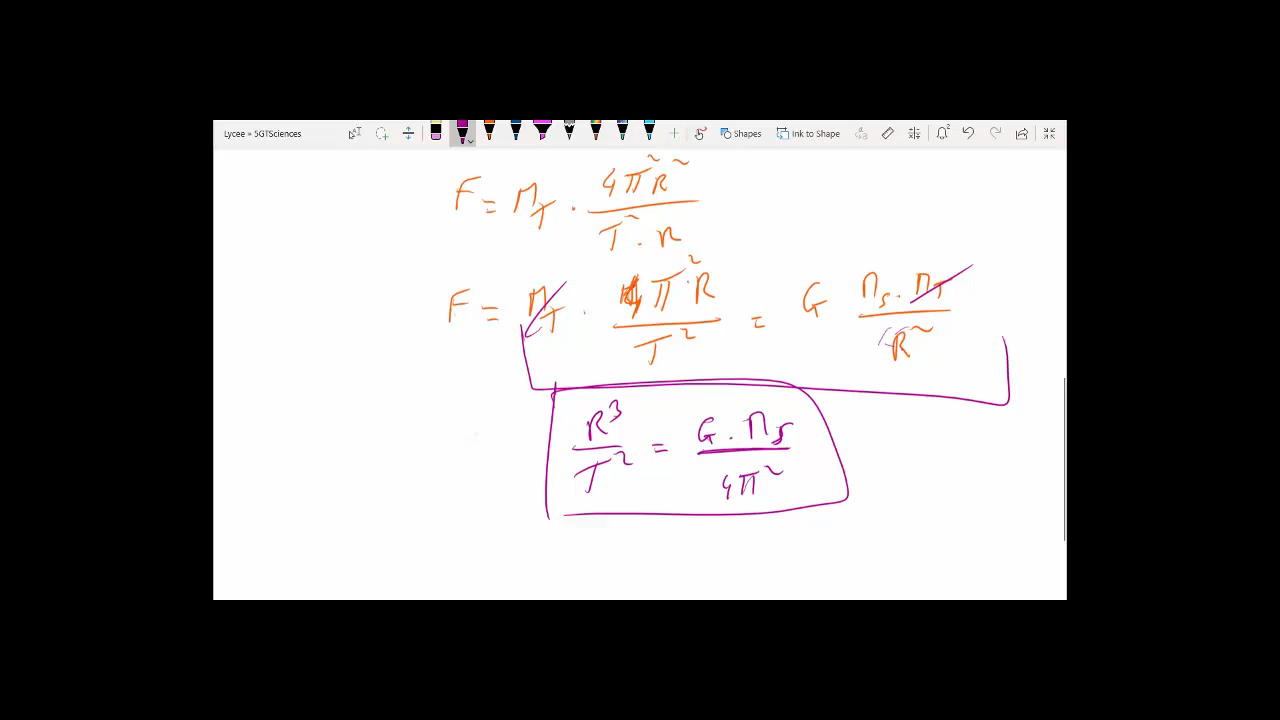 Lycee » 5GTSciences
Shapes
Ink to Shape
F = M_T · 4π²R² / T² · R
F = M_T · 4π²R / T² = G M_S · M_T / R²
R³ / T² = G · M_S / 4π²